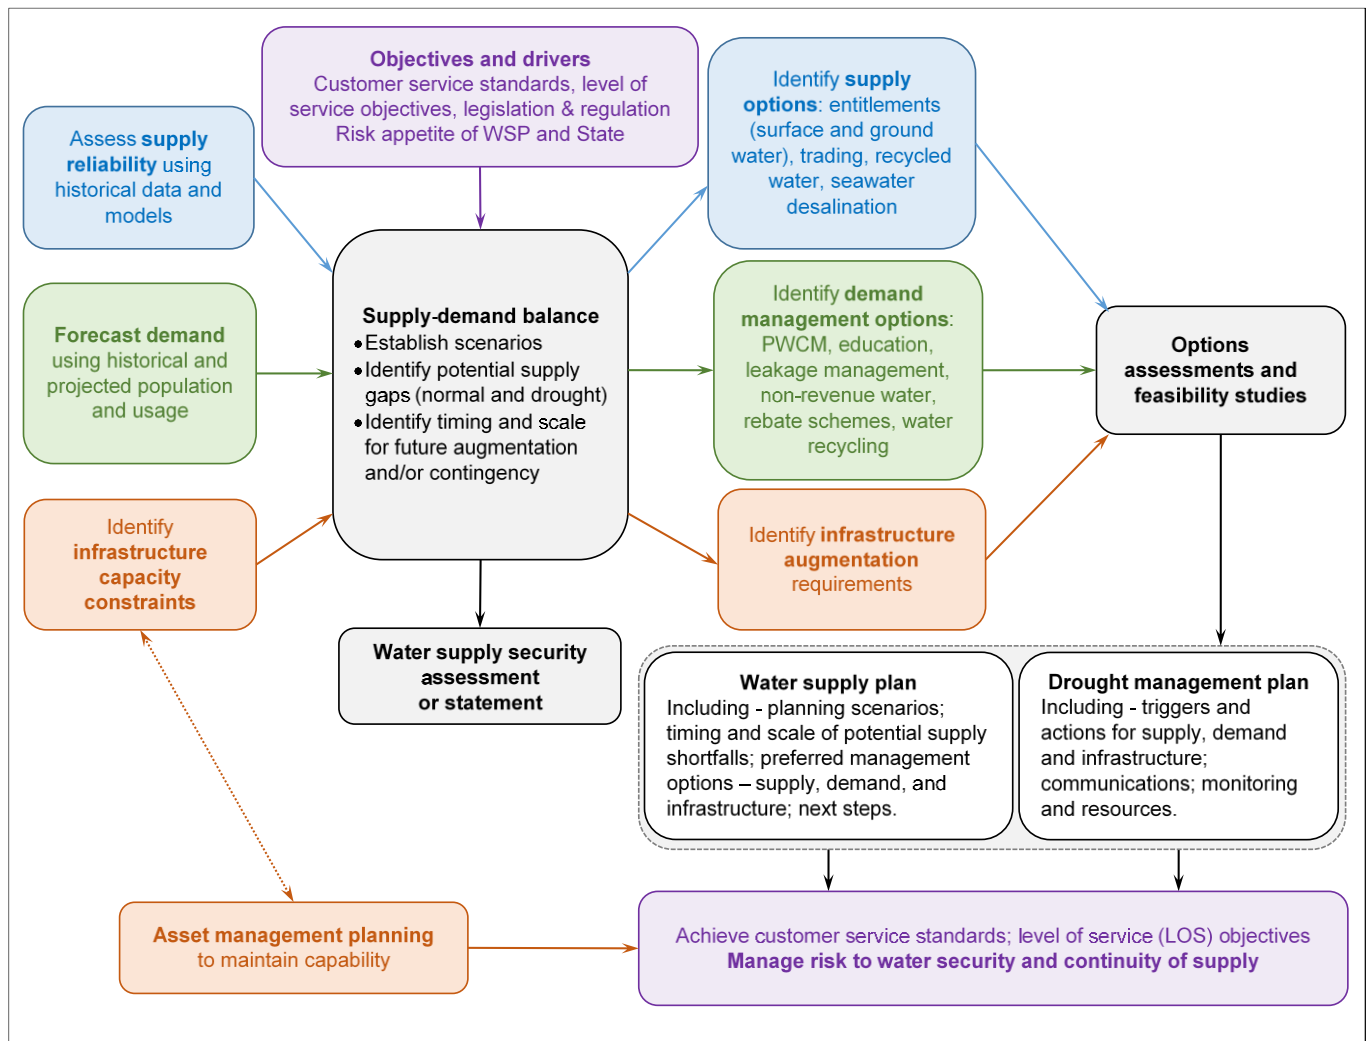 Objectives and drivers
Customer service standards, level of
service objectives, legislation & regulation
Risk appetite of WSP and State
Assess supply
reliability using
historical data and
models
Forecast demand
using historical and
projected population
and usage
Identify
infrastructure
capacity
constraints
Supply-demand balance
•Establish scenarios
•Identify potential supply
gaps (normal and drought)
•Identify timing and scale
for future augmentation
and/or contingency
Water supply security
assessment
or statement
Identify supply
options: entitlements
(surface and ground
water), trading, recycled
water, seawater
desalination
Identify demand
management options:
PWCM, education,
leakage management,
non-revenue water,
rebate schemes, water
recycling
Identify infrastructure
augmentation
requirements
Options
assessments and
feasibility studies
Water supply plan
Including - planning scenarios;
timing and scale of potential supply
shortfalls; preferred management
options – supply, demand, and
infrastructure; next steps.
Drought management plan
Including - triggers and
actions for supply, demand
and infrastructure;
communications; monitoring
and resources.
Asset management planning
to maintain capability
Achieve customer service standards; level of service (LOS) objectives
Manage risk to water security and continuity of supply